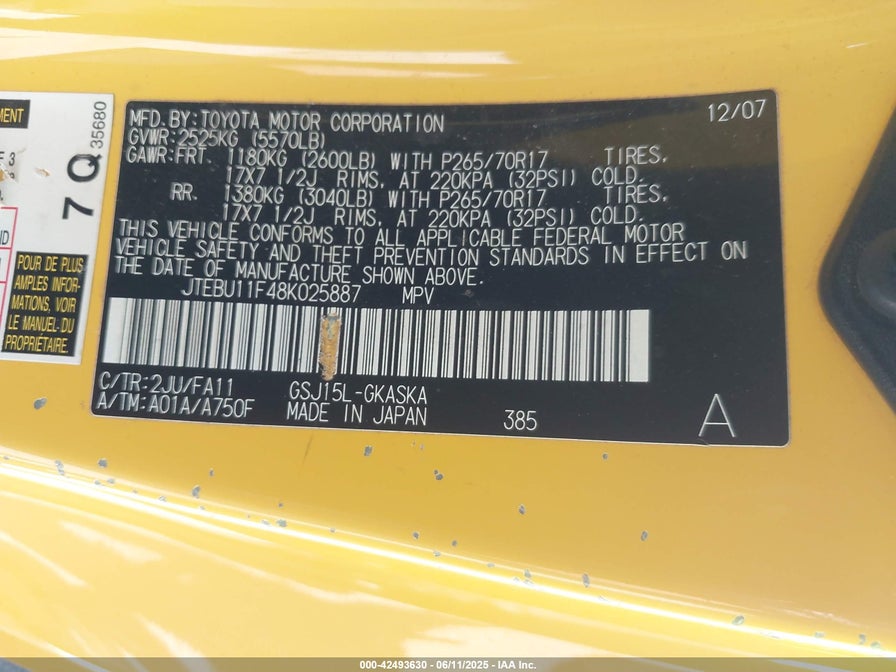 MENT
35680
7 Q
POUR DE PLUS
AMPLES INFOR-
MATIONS, VEZ
LE MANUEL DU
PROPRIÉTAIRE.
MFD. BY: TOYOTA MOTOR CORPORATION 12/07
GVWR: 2525KG (5570LB)
GAWR: FRT 1180KG (2600LB) WITH P265/70R17 TIRES,
17X7 1/2J RIMS, AT 220KPA (32PSI) COLD.
RR. 1380KG (3040LB) WITH P265/70R17 TIRES,
17X7 1/2J RIMS, AT 220KPA (32PSI) COLD.
THIS VEHICLE CONFORMS TO ALL APPLICABLE FEDERAL MOTOR
VEHICLE SAFETY AND THEFT PREVENTION STANDARDS IN EFFECT ON
THE DATE OF MANUFACTURE SHOWN ABOVE.
JTEBU11F48K025887 MPV
C/TR: 2JU/FA11 GSJ15L-GKASKA
A/TM: A01A/A750F MADE IN JAPAN 385 A
000-42493630 - 06/11/2025 - IAA Inc.